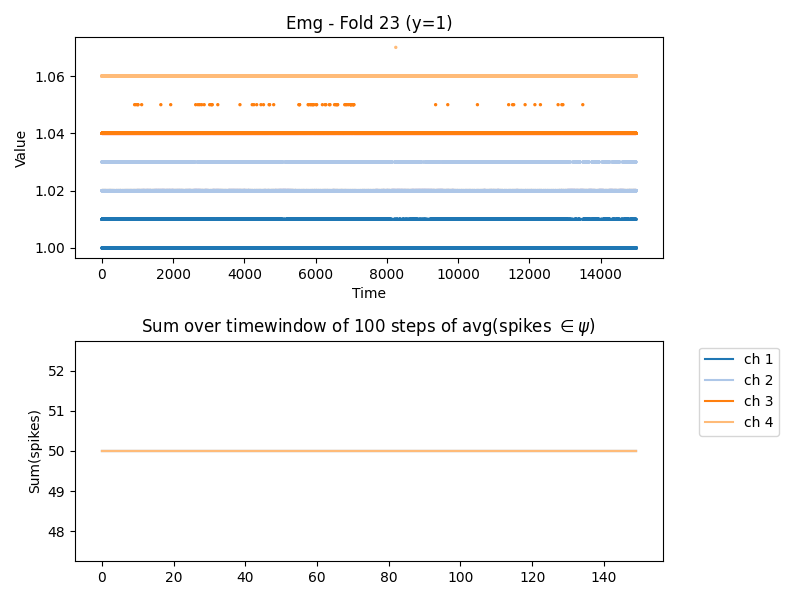 Emg - Fold 23 (y=1)
Value
1.06
1.04
1.02
1.00
0 2000 4000 6000 8000 10000 12000 14000
Time
Sum over timewindow of 100 steps of avg(spikes ∈ψ)
Sum(spikes)
52
51
50
49
48
0 20 40 60 80 100 120 140
ch 1
ch 2
ch 3
ch 4